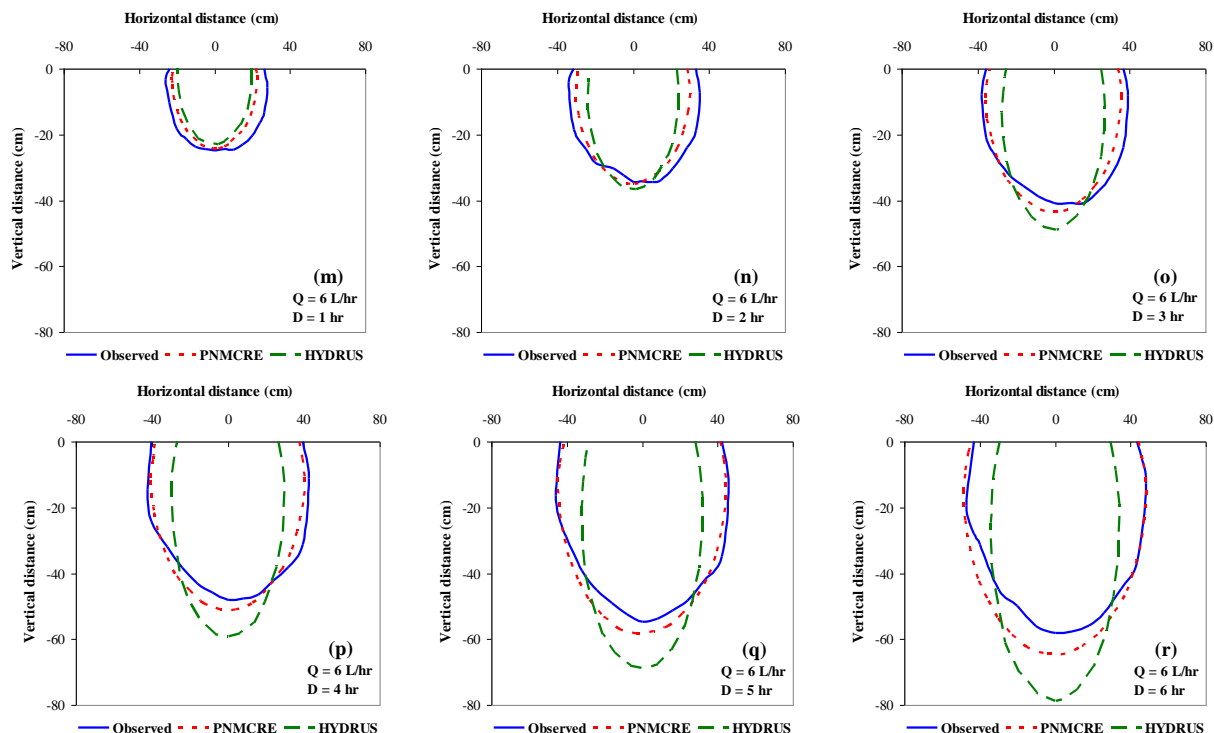 Horizontal distance (cm)
-80 -40 0 40 80
0
-20
-40
-60
-80
Vertical distance (cm)
(m)
Q = 6 L/hr
D = 1 hr
Observed PNMCRE HYDRUS
Horizontal distance (cm)
-80 -40 0 40 80
0
-20
-40
-60
-80
Vertical distance (cm)
(n)
Q = 6 L/hr
D = 2 hr
Observed PNMCRE HYDRUS
Horizontal distance (cm)
-80 -40 0 40 80
0
-20
-40
-60
-80
Vertical distance (cm)
(o)
Q = 6 L/hr
D = 3 hr
Observed PNMCRE HYDRUS
Horizontal distance (cm)
-80 -40 0 40 80
0
-20
-40
-60
-80
Vertical distance (cm)
(p)
Q = 6 L/hr
D = 4 hr
Observed PNMCRE HYDRUS
Horizontal distance (cm)
-80 -40 0 40 80
0
-20
-40
-60
-80
Vertical distance (cm)
(q)
Q = 6 L/hr
D = 5 hr
Observed PNMCRE HYDRUS
Horizontal distance (cm)
-80 -40 0 40 80
0
-20
-40
-60
-80
Vertical distance (cm)
(r)
Q = 6 L/hr
D = 6 hr
Observed PNMCRE HYDRUS